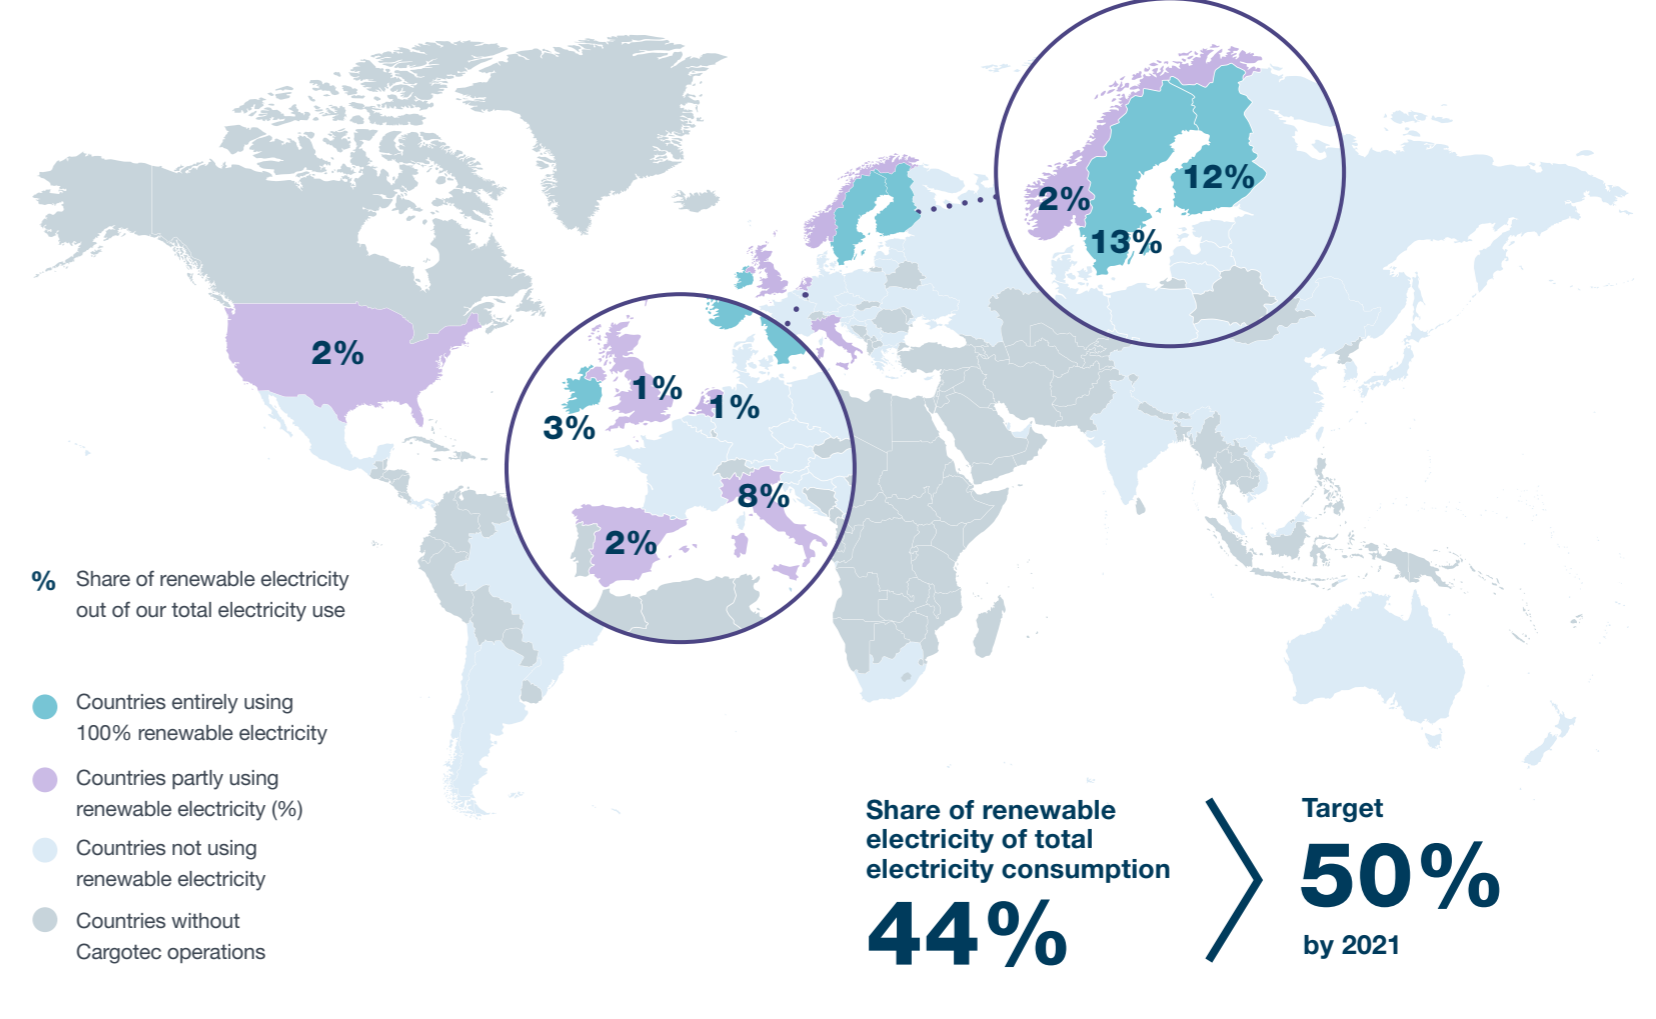 12%
2%
13%
2%
1%
1%
3%
8%
2%
% Share of renewable electricity
out of our total electricity use
Countries entirely using
100% renewable electricity
Countries partly using
renewable electricity (%)
Countries not using
renewable electricity
Countries without
Cargotec operations
Share of renewable
electricity of total
electricity consumption
44%
Target
50%
by 2021